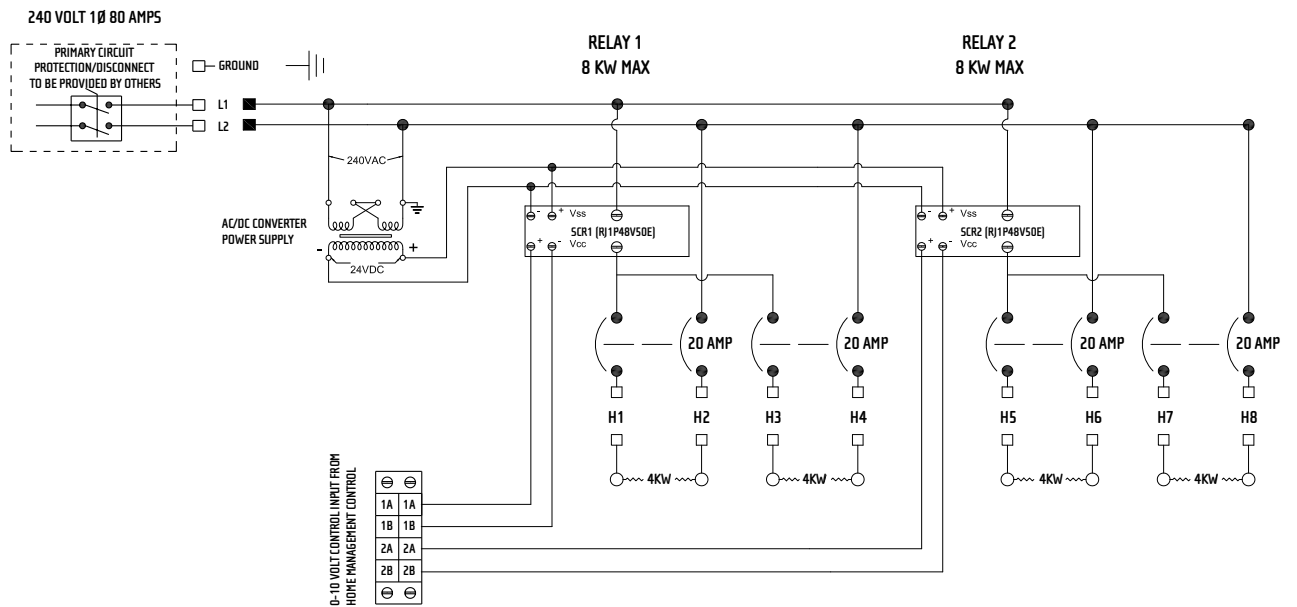 240 VOLT 1Ø 80 AMPS
PRIMARY CIRCUIT
PROTECTION/DISCONNECT
TO BE PROVIDED BY OTHERS
GROUND
L1
L2
RELAY 1
8 KW MAX
RELAY 2
8 KW MAX
240VAC
AC/DC CONVERTER
POWER SUPPLY
- +
24VDC
- + Vss
SCR1 (RJ1P48V50E)
+ - Vcc
- + Vss
SCR2 (RJ1P48V50E)
+ - Vcc
20 AMP
20 AMP
20 AMP
20 AMP
H1 H2 H3 H4 H5 H6 H7 H8
4KW 4KW 4KW 4KW
0-10 VOLT CONTROL INPUT FROM
HOME MANAGEMENT CONTROL
1A 1A
1B 1B
2A 2A
2B 2B